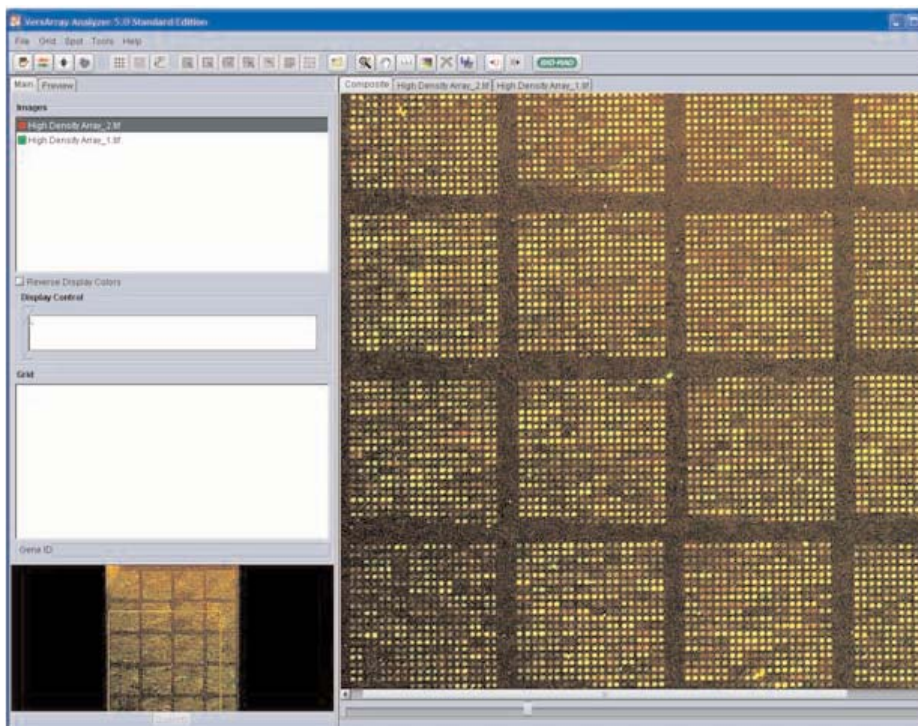 VersArray Analyzer 5.0 Standard Edition
File Grid Spot Tools Help
BIO-RAD
Main Preview
Composite High Density Array_2.tif High Density Array_1.tif
Images
High Density Array_2.tif
High Density Array_1.tif
Reverse Display Colors
Display Control
Grid
Gene ID